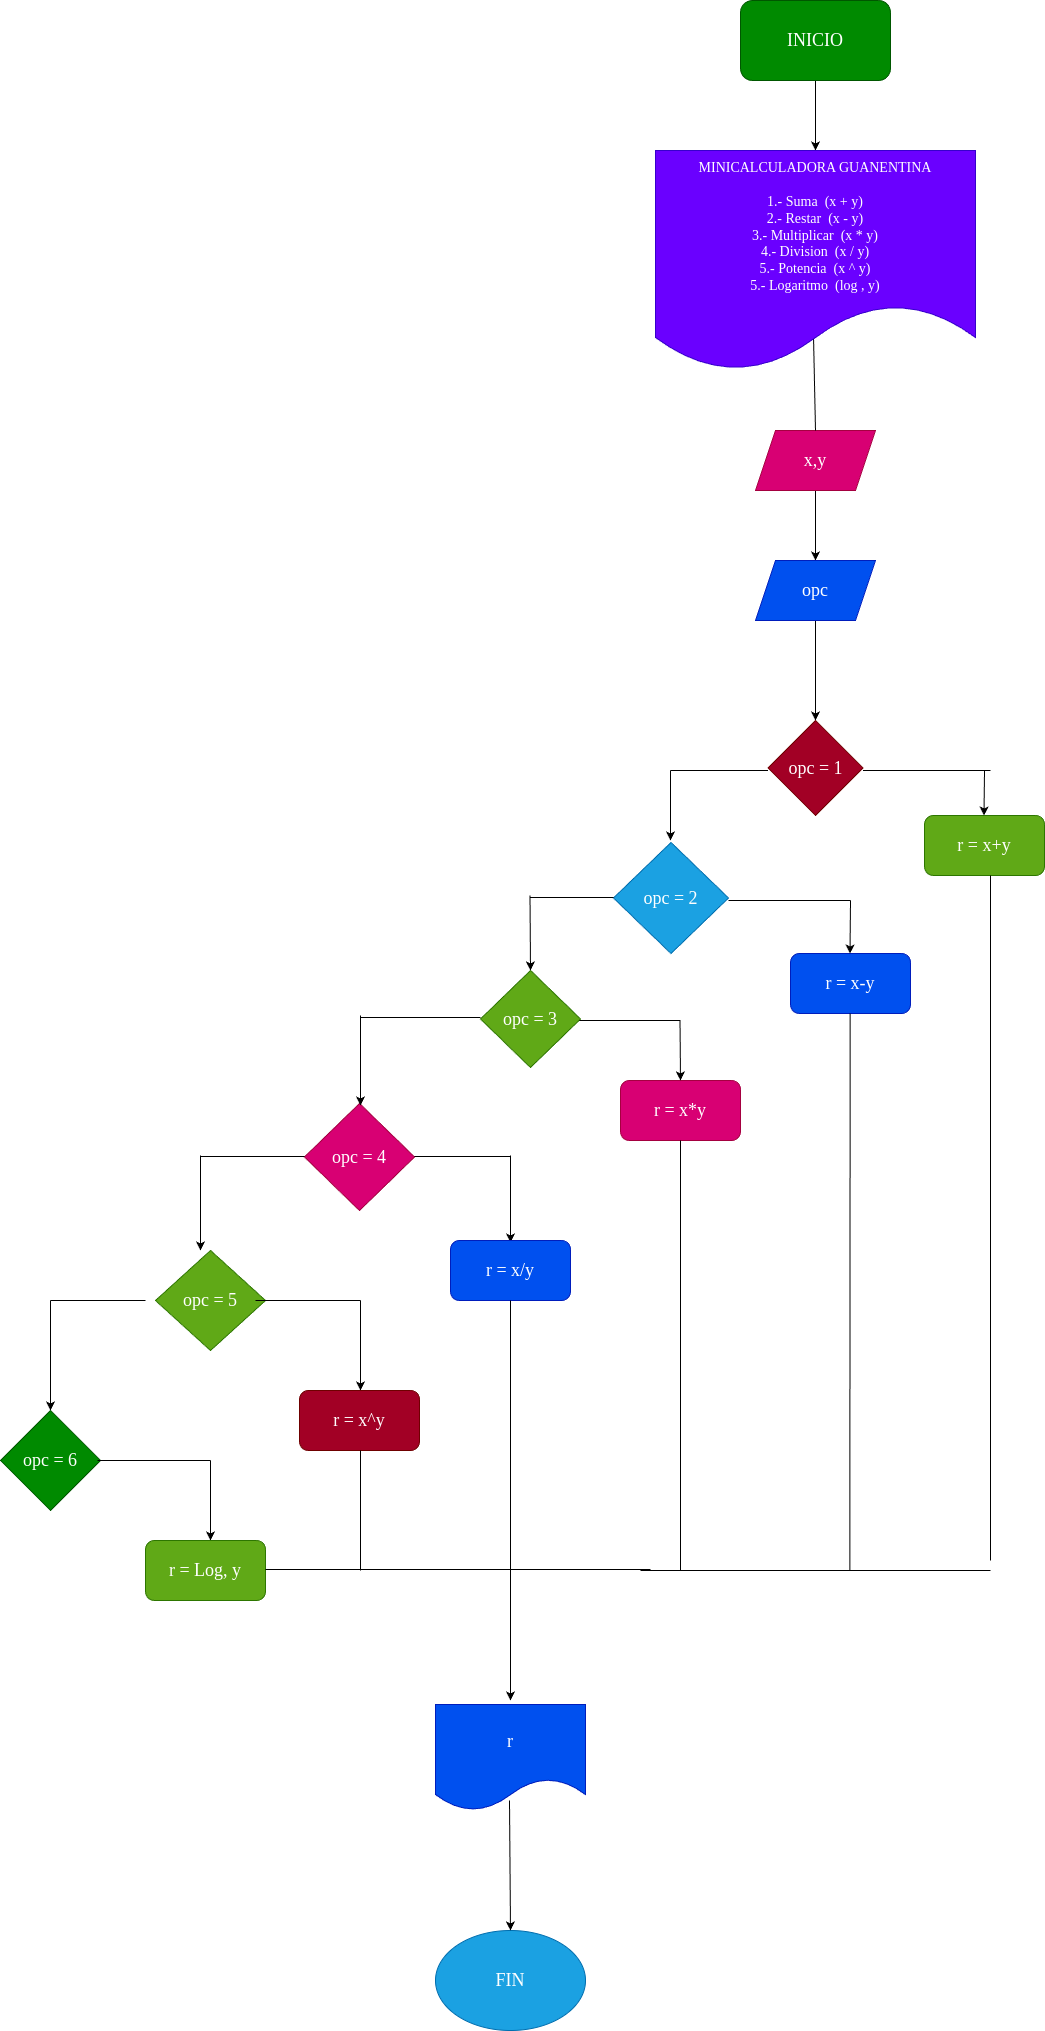 INICIO
MINICALCULADORA GUANENTINA
1.- Suma (x + y)
2.- Restar (x - y)
3.- Multiplicar (x * y)
4.- Division (x / y)
5.- Potencia (x ^ y)
5.- Logaritmo (log , y)
x,y
opc
opc = 1
r = x+y
opc = 2
r = x-y
opc = 3
r = x*y
opc = 4
r = x/y
opc = 5
r = x^y
opc = 6
r = Log, y
r
FIN